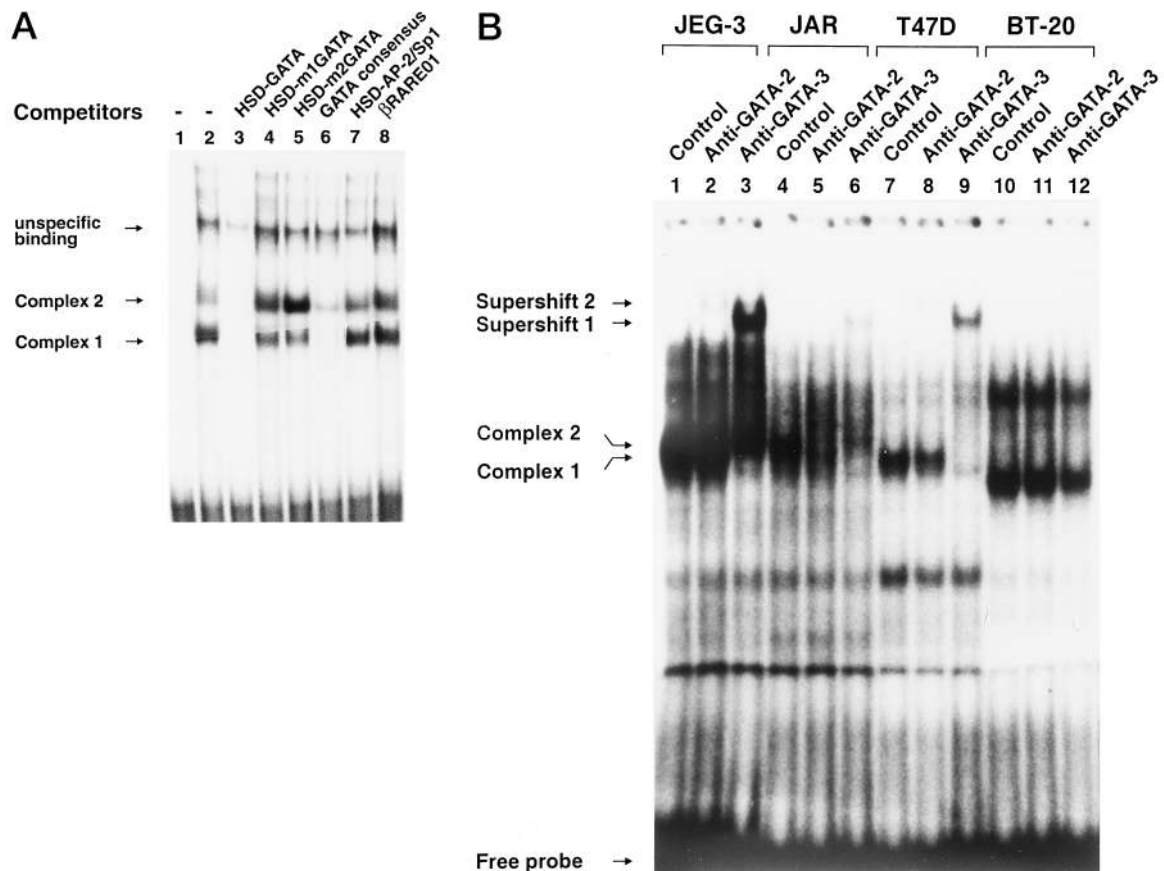 A
Competitors
- - HSD-GATA HSD-m1GATA HSD-m2GATA GATA consensus HSD-AP-2/Sp1 βRARE01
1 2 3 4 5 6 7 8
unspecific
binding
Complex 2
Complex 1
B
JEG-3 JAR T47D BT-20
Control Anti-GATA-2 Anti-GATA-3 Control Anti-GATA-2 Anti-GATA-3 Control Anti-GATA-2 Anti-GATA-3 Control Anti-GATA-2 Anti-GATA-3
1 2 3 4 5 6 7 8 9 10 11 12
Supershift 2
Supershift 1
Complex 2
Complex 1
Free probe